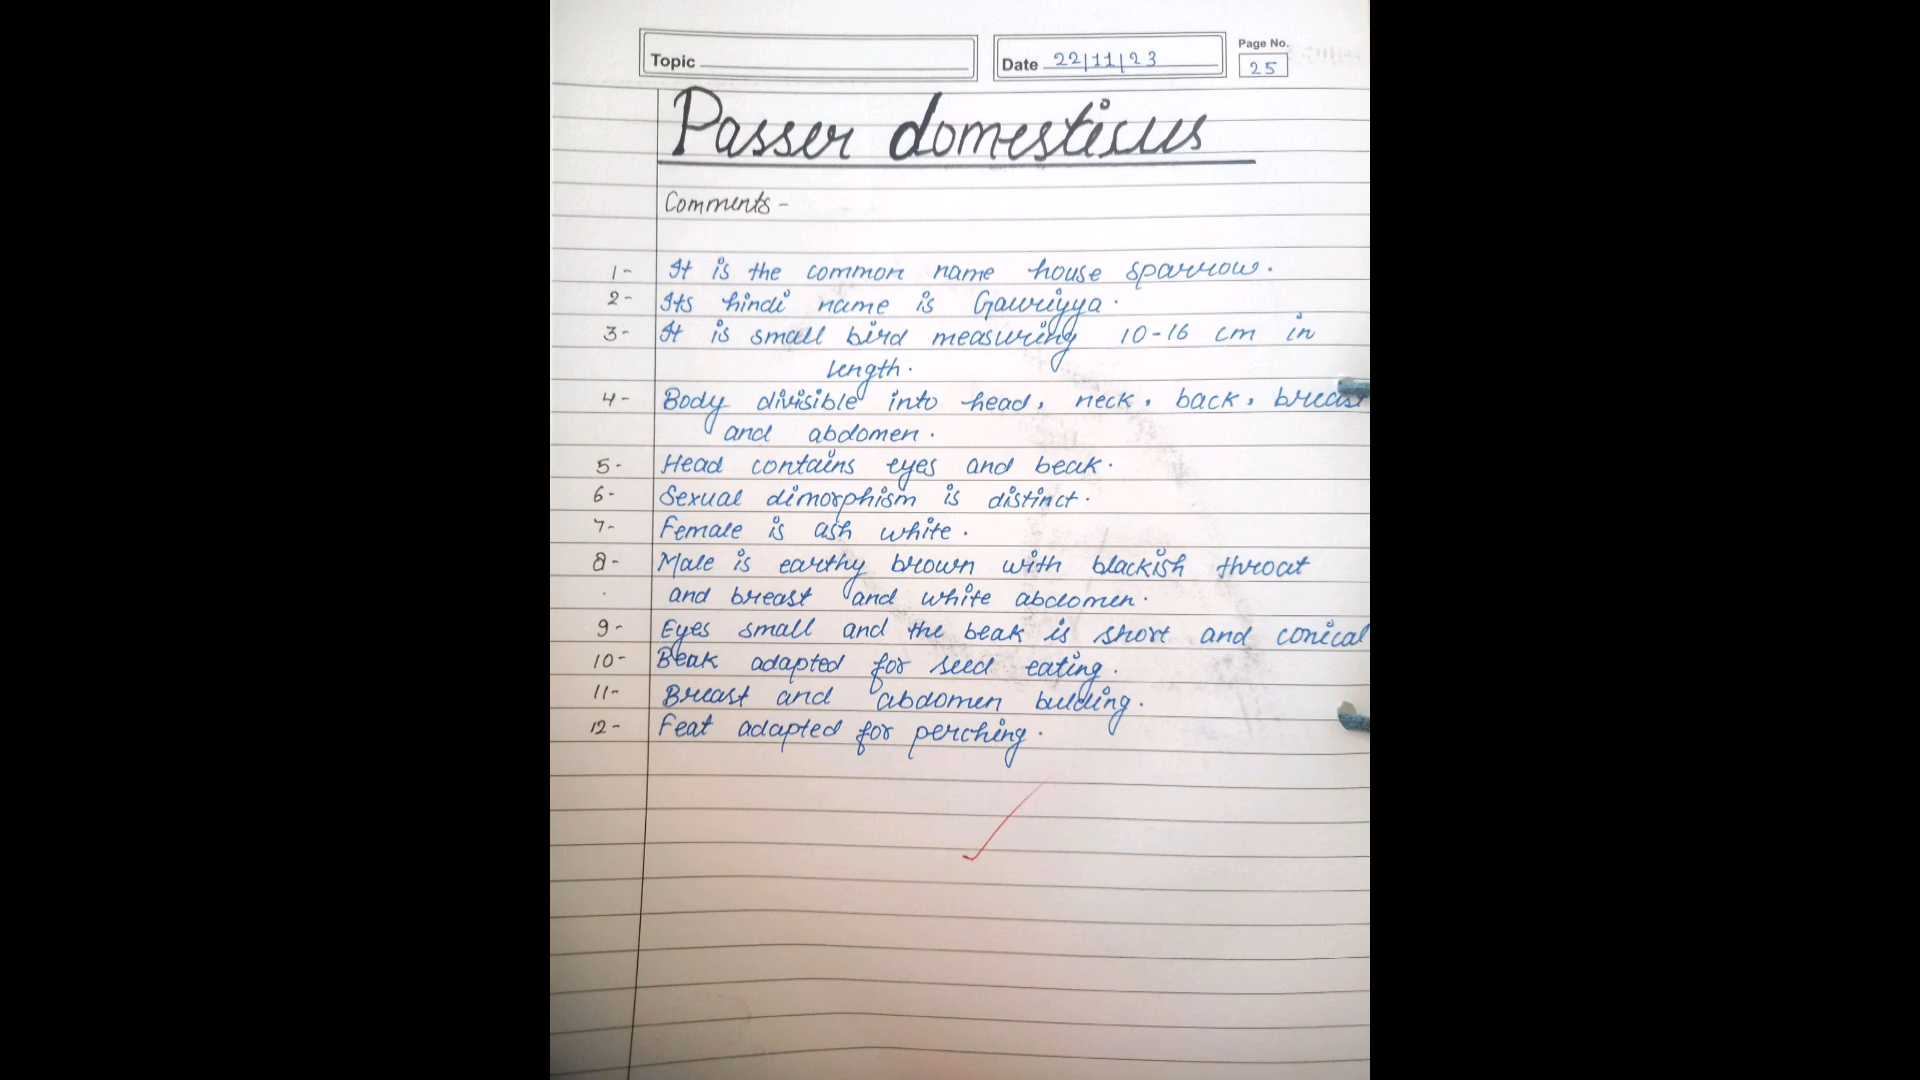 Topic
Date 22/11/23
Page No. 25
Passer domesticus
Comments -
1- It is the common name house sparrow.
2- Its hindi name is Gauriyya.
3- It is small bird measuring 10-16 cm in
length.
4- Body divisible into head, neck, back, breast
and abdomen.
5- Head contains eyes and beak.
6- Sexual dimorphism is distinct.
7- Female is ash white.
8- Male is earthy brown with blackish throat
and breast and white abdomen.
9- Eyes small and the beak is short and conical
10- Beak adapted for seed eating.
11- Breast and abdomen bulding.
12- Feat adapted for perching.